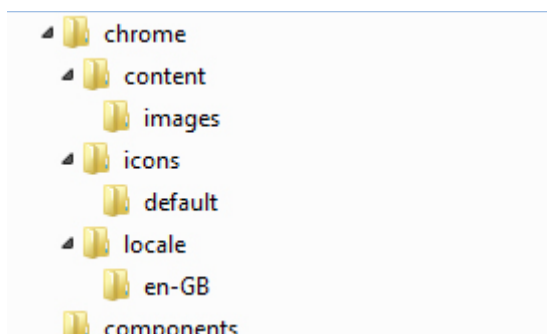 chrome
content
images
icons
default
locale
en-GB
components